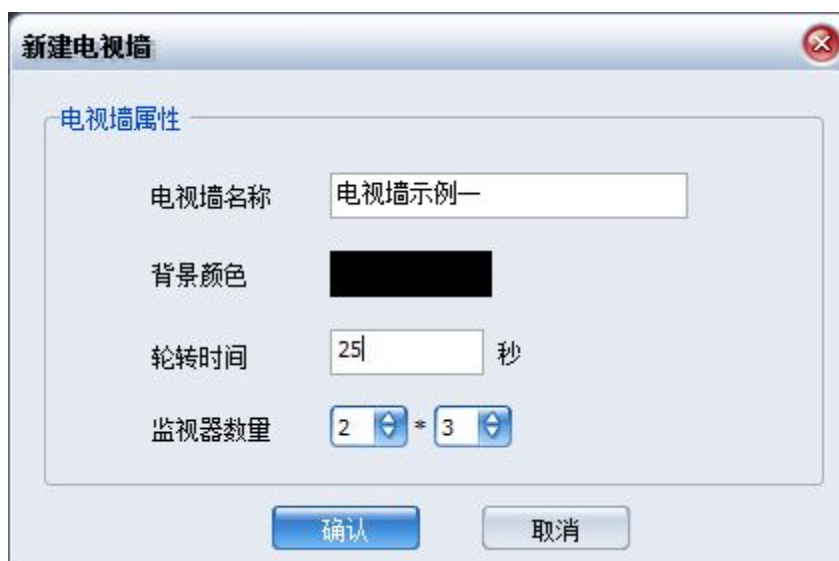 新建电视墙
电视墙属性
电视墙名称 电视墙示例一
背景颜色
轮转时间 25 秒
监视器数量 2 * 3
确认 取消